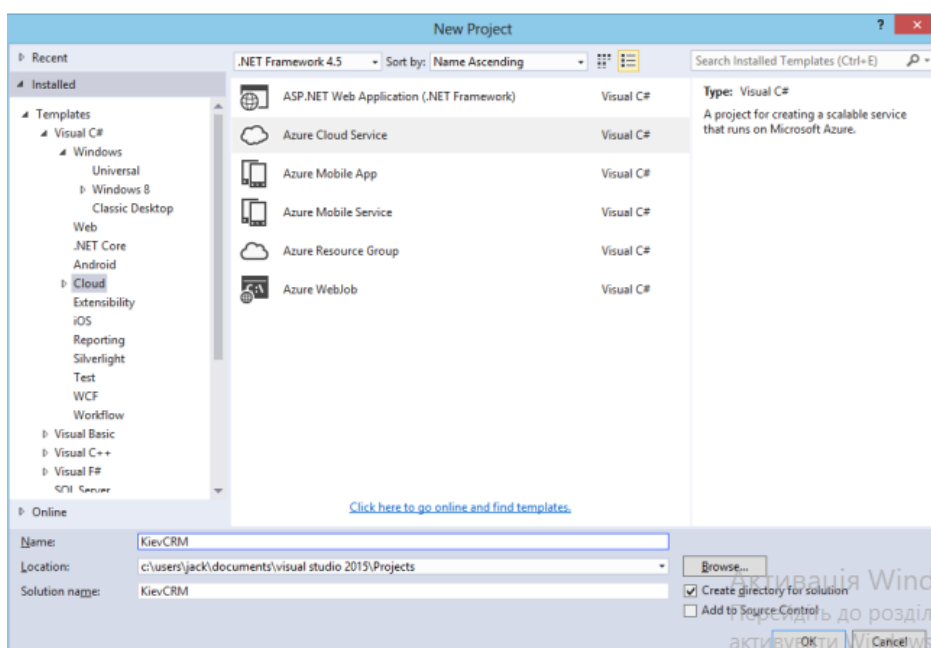 New Project
?
Recent
.NET Framework 4.5
Sort by:
Name Ascending
Search Installed Templates (Ctrl+E)
Installed
Templates
Visual C#
Windows
Universal
Windows 8
Classic Desktop
Web
.NET Core
Android
Cloud
Extensibility
iOS
Reporting
Silverlight
Test
WCF
Workflow
Visual Basic
Visual C++
Visual F#
SQL Server
Online
ASP.NET Web Application (.NET Framework) Visual C#
Azure Cloud Service Visual C#
Azure Mobile App Visual C#
Azure Mobile Service Visual C#
Azure Resource Group Visual C#
Azure WebJob Visual C#
Click here to go online and find templates.
Type: Visual C#
A project for creating a scalable service
that runs on Microsoft Azure.
Name: KievCRM
Location: c:\users\jack\documents\visual studio 2015\Projects
Browse...
Solution name: KievCRM
Create directory for solution
Add to Source Control
OK
Cancel
Активація Wind